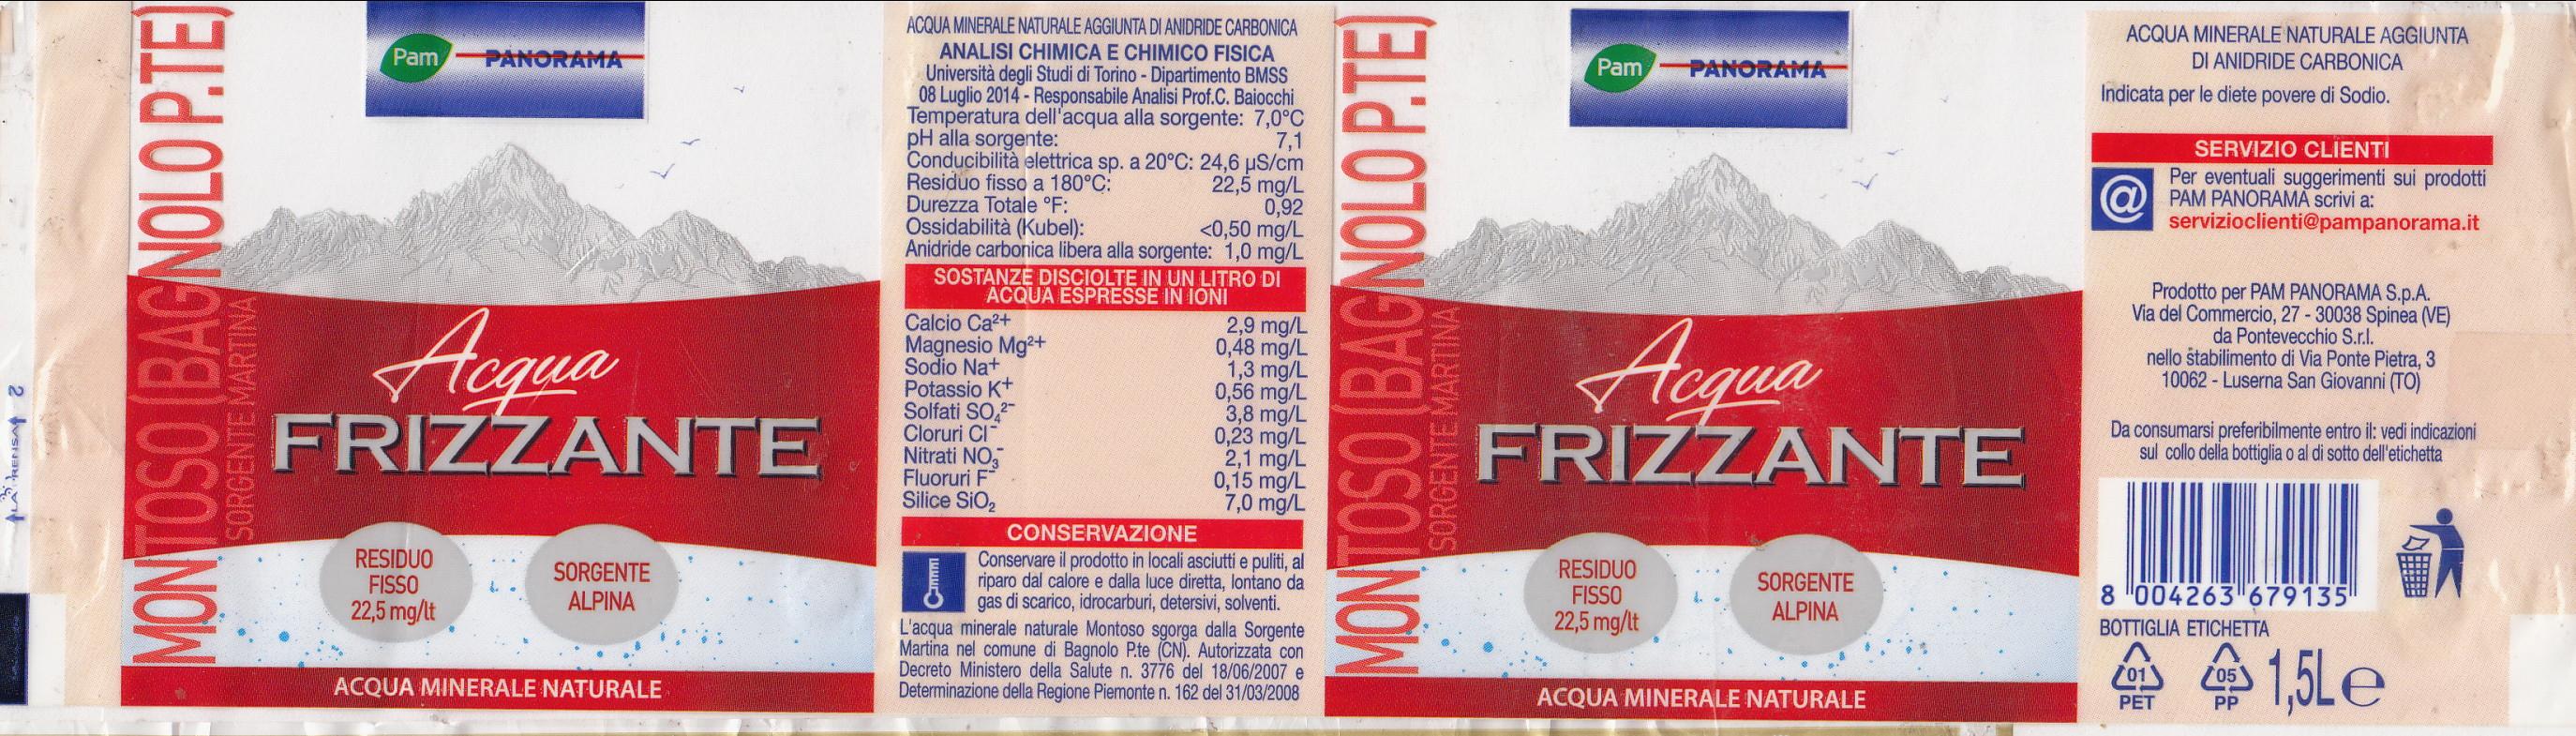 MONTOSO (BAGNOLO P.TE)
SORGENTE MARTINA
Pam PANORAMA
Acqua
FRIZZANTE
RESIDUO
FISSO
22,5 mg/lt
SORGENTE
ALPINA
ACQUA MINERALE NATURALE
ACQUA MINERALE NATURALE AGGIUNTA DI ANIDRIDE CARBONICA
ANALISI CHIMICA E CHIMICO FISICA
Università degli Studi di Torino - Dipartimento BMSS
08 Luglio 2014 - Responsabile Analisi Prof.C. Baiocchi
Temperatura dell'acqua alla sorgente: 7,0°C
pH alla sorgente: 7,1
Conducibilità elettrica sp. a 20°C: 24,6 µS/cm
Residuo fisso a 180°C: 22,5 mg/L
Durezza Totale °F: 0,92
Ossidabilità (Kubel): <0,50 mg/L
Anidride carbonica libera alla sorgente: 1,0 mg/L
SOSTANZE DISCIOLTE IN UN LITRO DI
ACQUA ESPRESSE IN IONI
Calcio Ca²⁺ 2,9 mg/L
Magnesio Mg²⁺ 0,48 mg/L
Sodio Na⁺ 1,3 mg/L
Potassio K⁺ 0,56 mg/L
Solfati SO₄²⁻ 3,8 mg/L
Cloruri Cl⁻ 0,23 mg/L
Nitrati NO₃⁻ 2,1 mg/L
Fluoruri F⁻ 0,15 mg/L
Silice SiO₂ 7,0 mg/L
CONSERVAZIONE
Conservare il prodotto in locali asciutti e puliti, al
riparo dal calore e dalla luce diretta, lontano da
gas di scarico, idrocarburi, detersivi, solventi.
L'acqua minerale naturale Montoso sgorga dalla Sorgente
Martina nel comune di Bagnolo P.te (CN). Autorizzata con
Decreto Ministero della Salute n. 3776 del 18/06/2007 e
Determinazione della Regione Piemonte n. 162 del 31/03/2008
MONTOSO (BAGNOLO P.TE)
SORGENTE MARTINA
Pam PANORAMA
Acqua
FRIZZANTE
RESIDUO
FISSO
22,5 mg/lt
SORGENTE
ALPINA
ACQUA MINERALE NATURALE
ACQUA MINERALE NATURALE AGGIUNTA
DI ANIDRIDE CARBONICA
Indicata per le diete povere di Sodio.
SERVIZIO CLIENTI
@
Per eventuali suggerimenti sui prodotti
PAM PANORAMA scrivi a:
servizioclienti@pampanorama.it
Prodotto per PAM PANORAMA S.p.A.
Via del Commercio, 27 - 30038 Spinea (VE)
da Pontevecchio S.r.l.
nello stabilimento di Via Ponte Pietra, 3
10062 - Luserna San Giovanni (TO)
Da consumarsi preferibilmente entro il: vedi indicazioni
sul collo della bottiglia o al di sotto dell'etichetta
8 004263 679135
BOTTIGLIA ETICHETTA
01
PET
05
PP
1,5L e